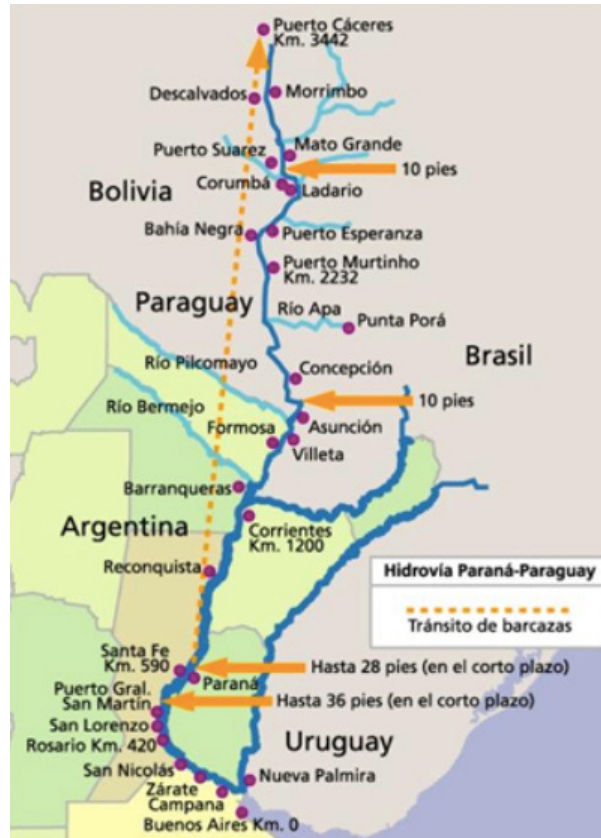 Puerto Cáceres
Km. 3442
Descalvados
Morrimbo
Puerto Suarez
Mato Grande
10 pies
Corumbá
Ladario
Bolivia
Bahía Negra
Puerto Esperanza
Puerto Murtinho
Km. 2232
Paraguay
Río Apa
Punta Porá
Brasil
Río Pilcomayo
Concepción
Río Bermejo
10 pies
Formosa
Asunción
Villeta
Barranqueras
Argentina
Corrientes
Km. 1200
Reconquista
Hidrovía Paraná-Paraguay
Tránsito de barcazas
Santa Fe
Km. 590
Hasta 28 pies (en el corto plazo)
Paraná
Puerto Gral.
San Martín
Hasta 36 pies (en el corto plazo)
San Lorenzo
Rosario Km. 420
Uruguay
San Nicolás
Nueva Palmira
Zárate
Campana
Buenos Aires Km. 0